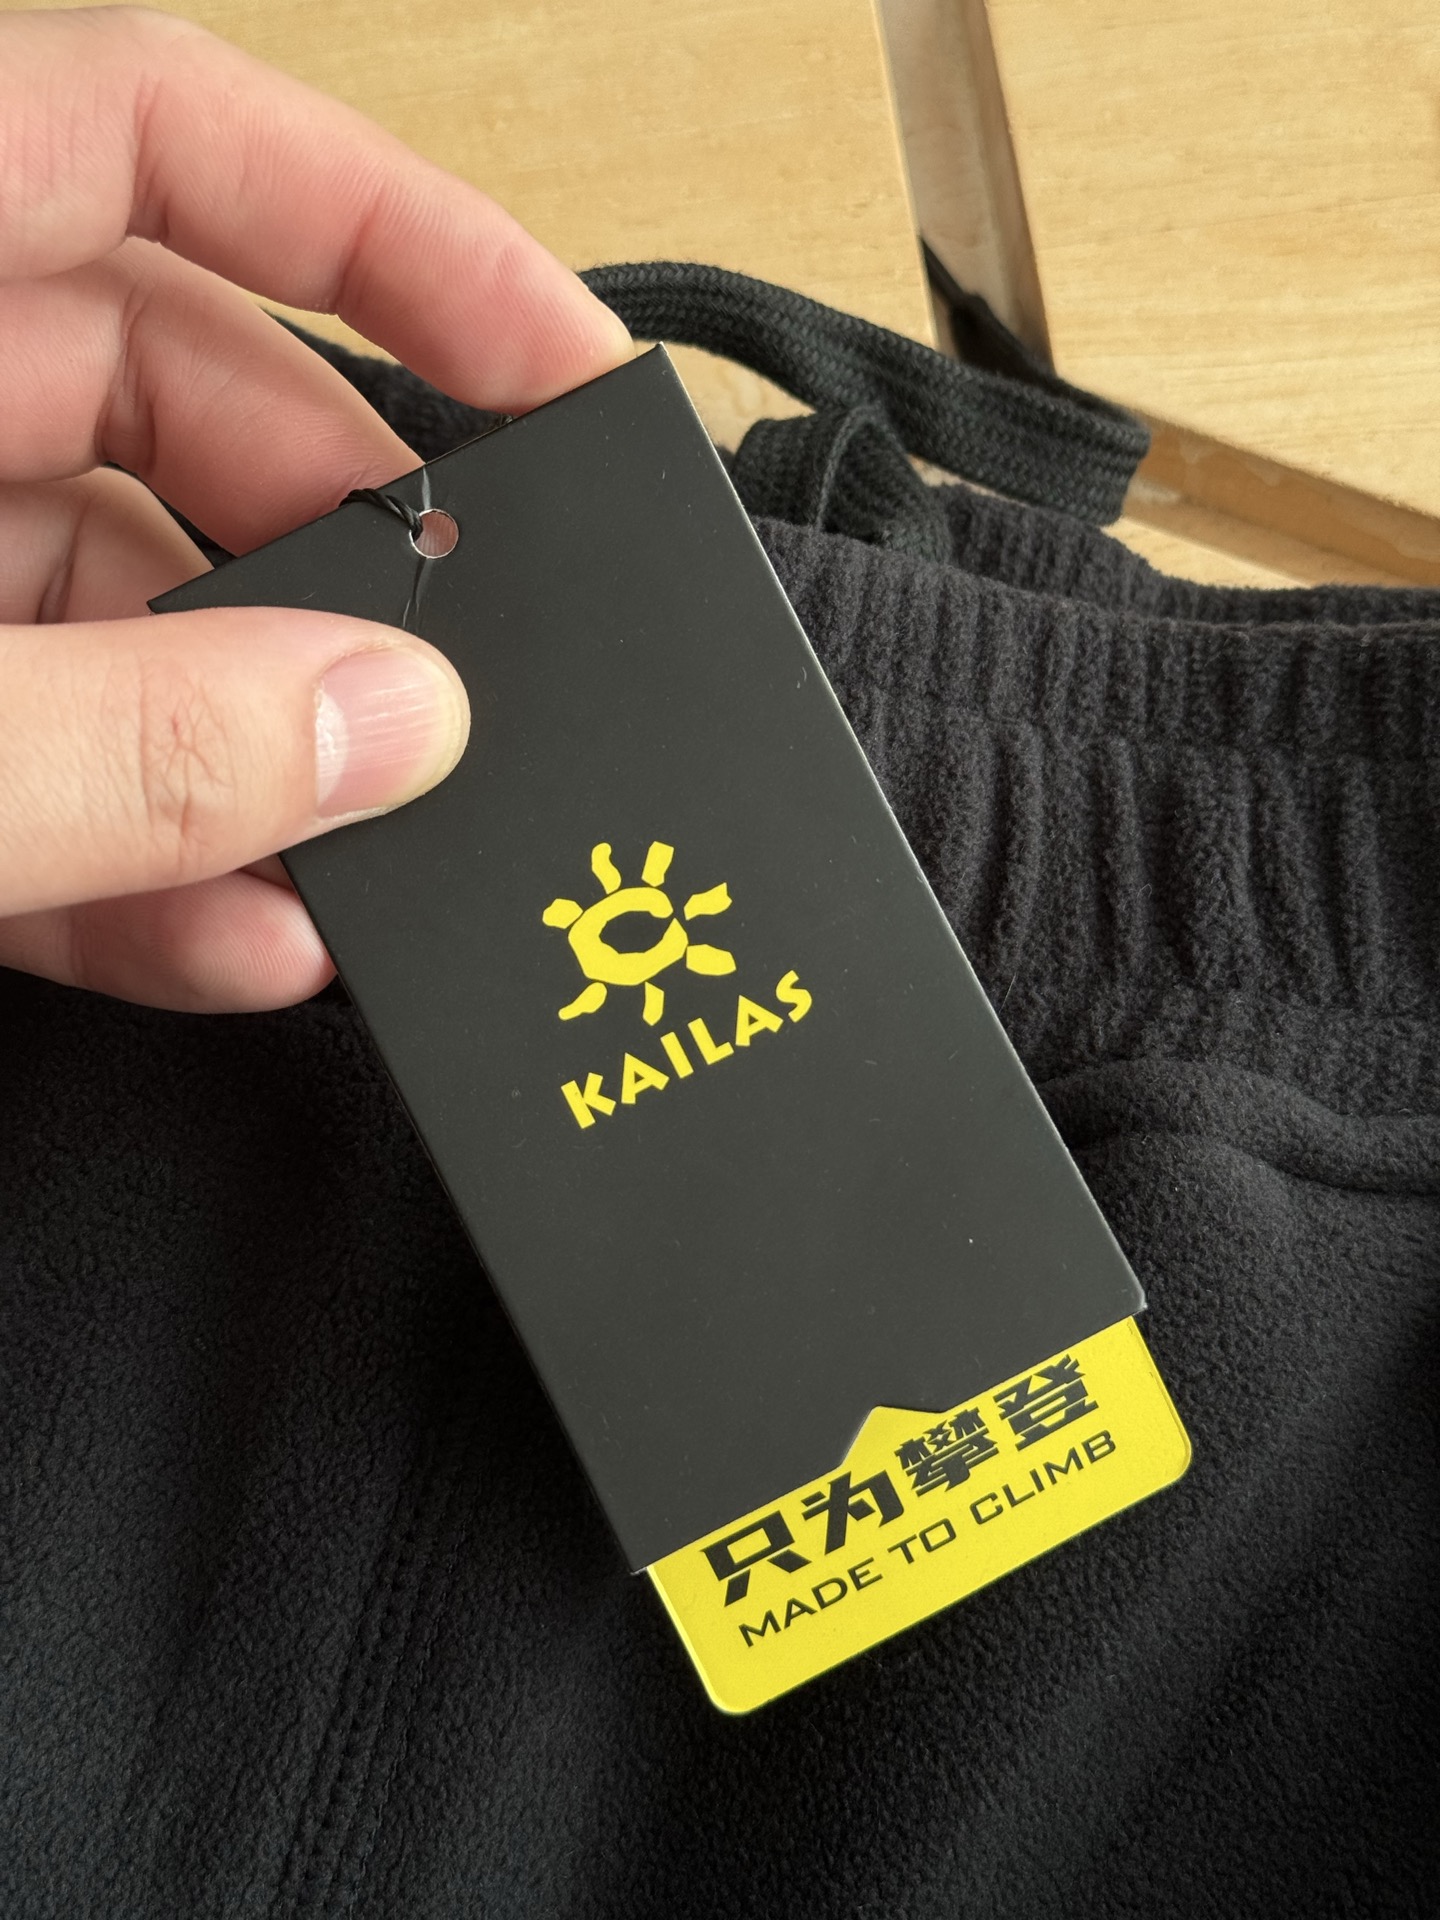 KAILAS
只为攀登
MADE TO CLIMB